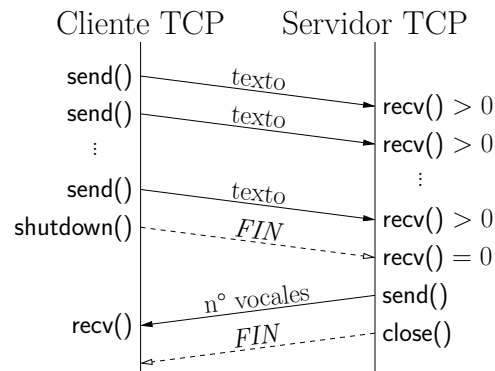 Cliente TCP Servidor TCP
send() texto
recv() > 0
send() texto
recv() > 0
⋮ ⋮
send() texto
recv() > 0
shutdown() FIN
recv() = 0
n° vocales send()
recv()
FIN close()